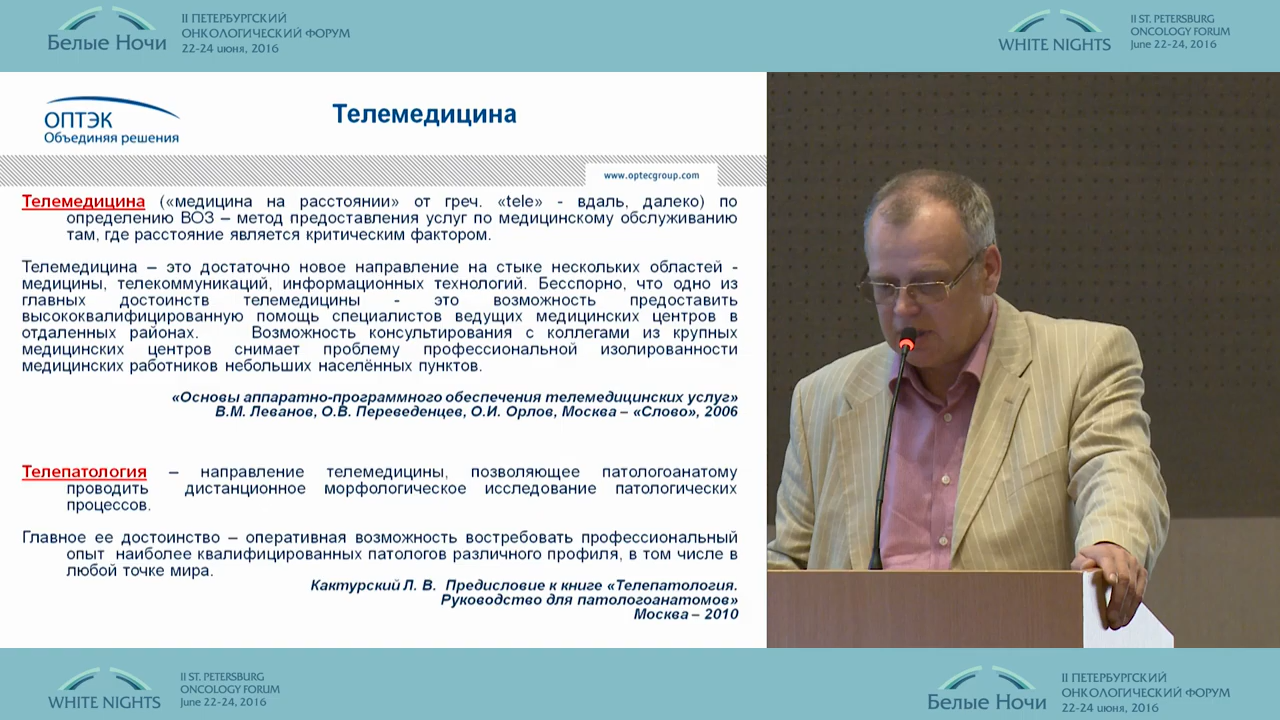 Белые Ночи
II ПЕТЕРБУРГСКИЙ
ОНКОЛОГИЧЕСКИЙ ФОРУМ
22-24 июня, 2016
WHITE NIGHTS
II ST. PETERSBURG
ONCOLOGY FORUM
June 22-24, 2016
ОПТЭК
Объединяя решения
Телемедицина
www.optecgroup.com
Телемедицина («медицина на расстоянии» от греч. «tele» - вдаль, далеко) по
определению ВОЗ – метод предоставления услуг по медицинскому обслуживанию
там, где расстояние является критическим фактором.
Телемедицина – это достаточно новое направление на стыке нескольких областей -
медицины, телекоммуникаций, информационных технологий. Бесспорно, что одно из
главных достоинств телемедицины - это возможность предоставить
высококвалифицированную помощь специалистов ведущих медицинских центров в
отдаленных районах. Возможность консультирования с коллегами из крупных
медицинских центров снимает проблему профессиональной изолированности
медицинских работников небольших населённых пунктов.
«Основы аппаратно-программного обеспечения телемедицинских услуг»
В.М. Леванов, О.В. Переведенцев, О.И. Орлов, Москва – «Слово», 2006
Телепатология – направление телемедицины, позволяющее патологоанатому
проводить дистанционное морфологическое исследование патологических
процессов.
Главное ее достоинство – оперативная возможность востребовать профессиональный
опыт наиболее квалифицированных патологов различного профиля, в том числе в
любой точке мира.
Кактурский Л. В. Предисловие к книге «Телепатология.
Руководство для патологоанатомов»
Москва – 2010
WHITE NIGHTS
II ST. PETERSBURG
ONCOLOGY FORUM
June 22-24, 2016
Белые Ночи
II ПЕТЕРБУРГСКИЙ
ОНКОЛОГИЧЕСКИЙ ФОРУМ
22-24 июня, 2016